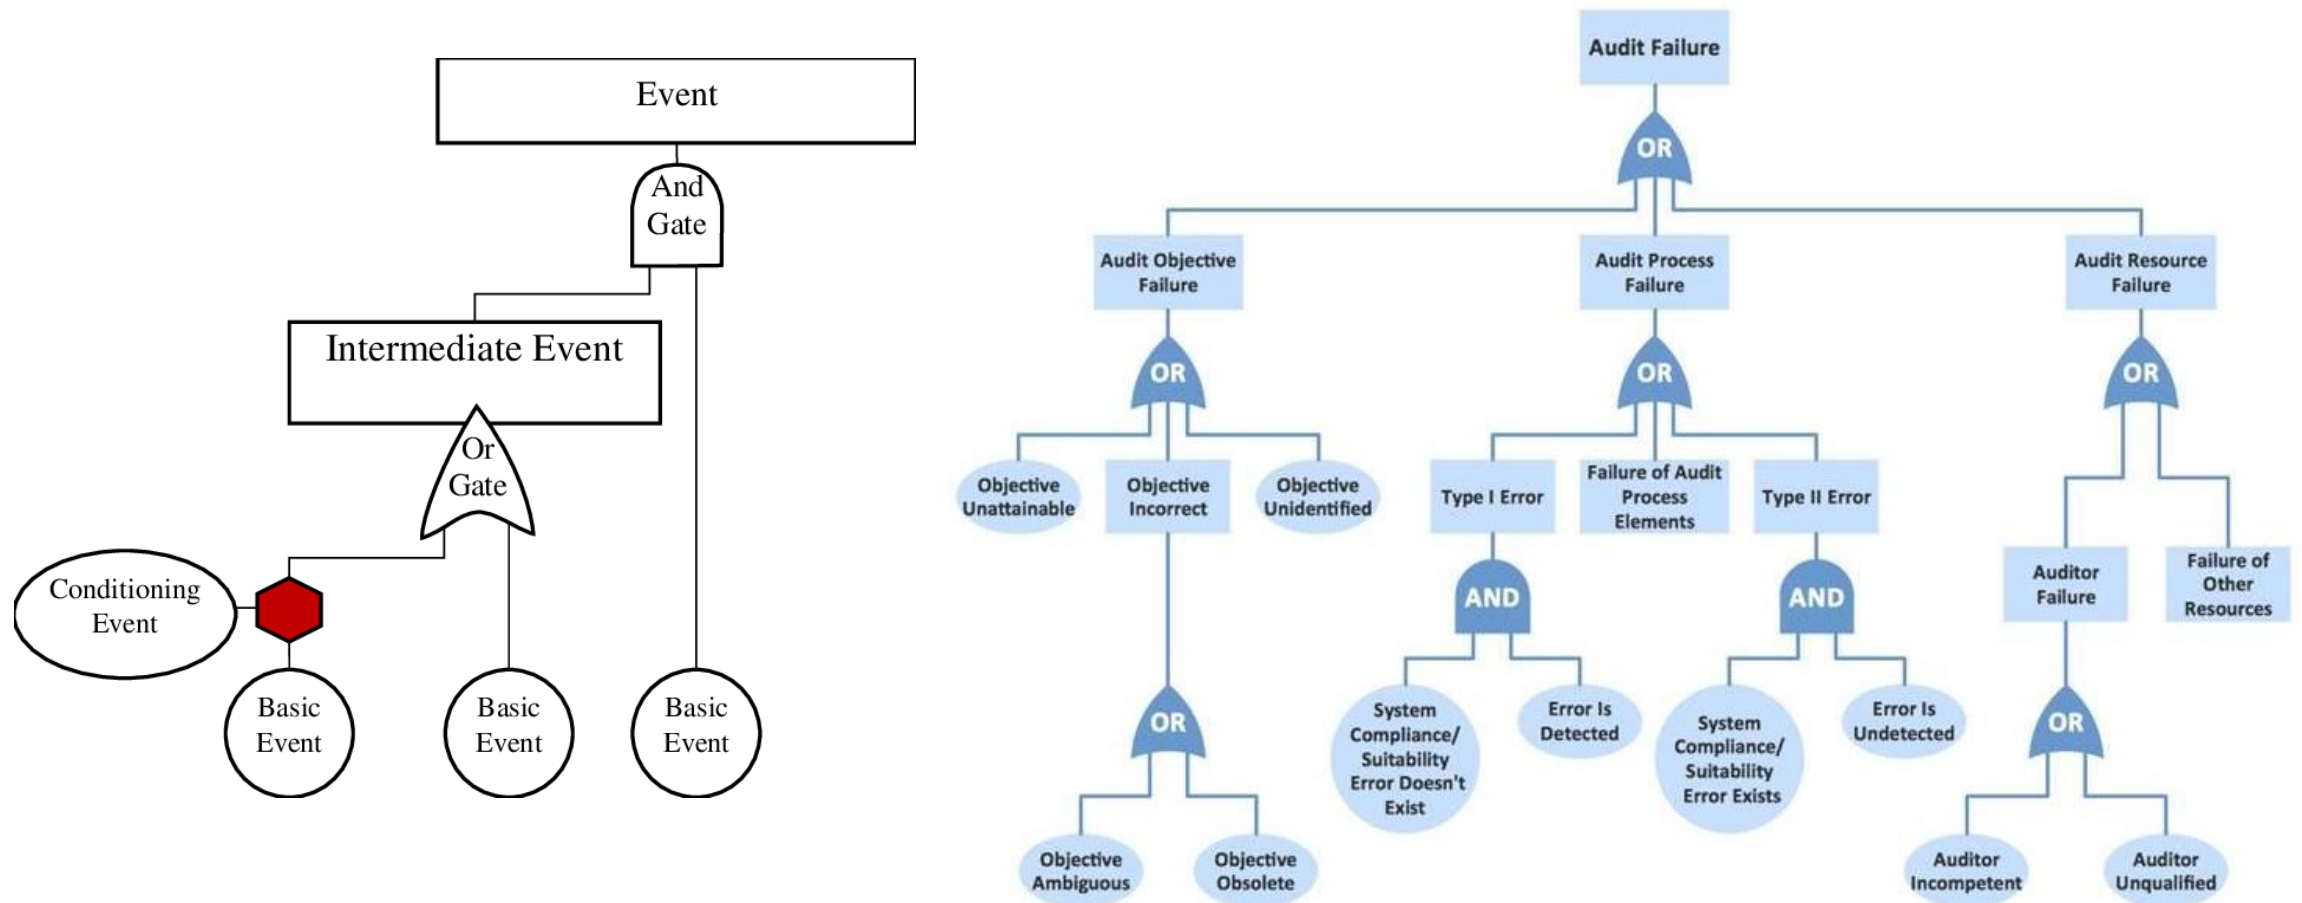 Event
And
Gate
Intermediate Event
Or
Gate
Conditioning
Event
Basic
Event
Basic
Event
Basic
Event
Audit Failure
OR
Audit Objective
Failure
Audit Process
Failure
Audit Resource
Failure
OR
OR
OR
Objective
Unattainable
Objective
Incorrect
Objective
Unidentified
Type I Error
Failure of Audit
Process
Elements
Type II Error
Auditor
Failure
Failure of
Other
Resources
AND
AND
System
Compliance/
Suitability
Error Doesn't
Exist
Error Is
Detected
System
Compliance/
Suitability
Error Exists
Error Is
Undetected
OR
OR
Objective
Ambiguous
Objective
Obsolete
Auditor
Incompetent
Auditor
Unqualified